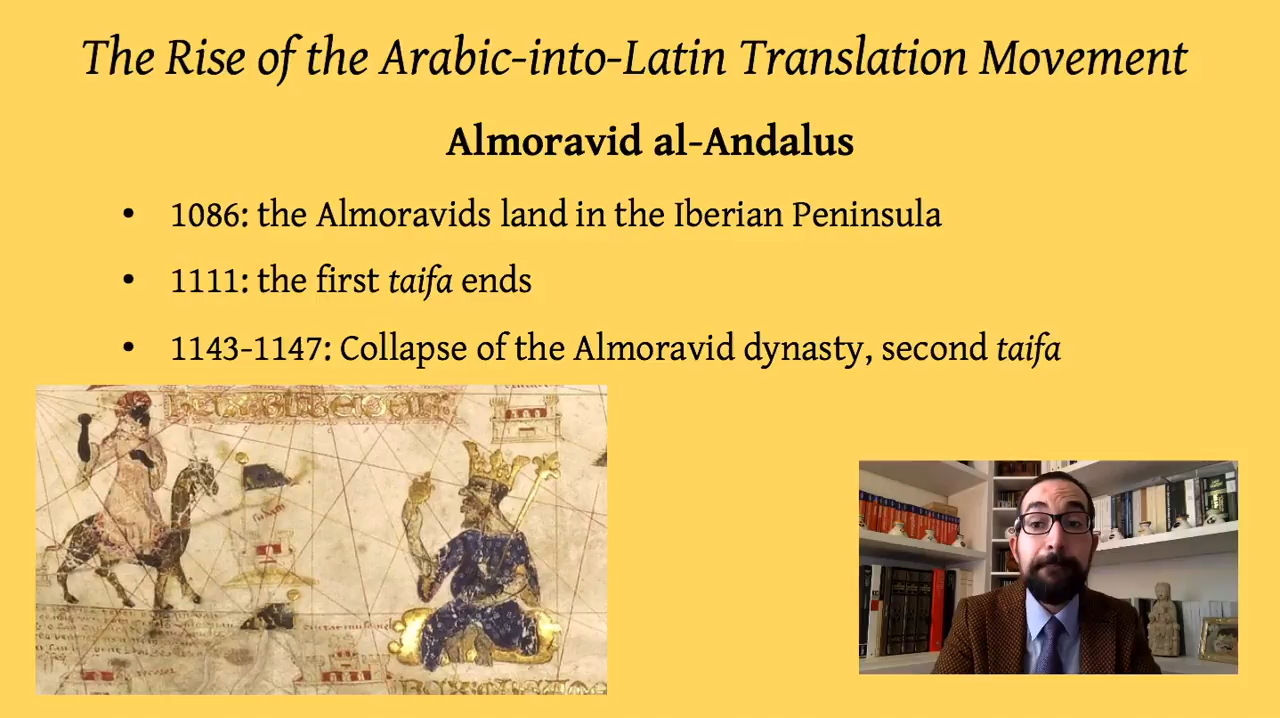 The Rise of the Arabic-into-Latin Translation Movement
Almoravid al-Andalus
• 1086: the Almoravids land in the Iberian Peninsula
• 1111: the first taifa ends
• 1143-1147: Collapse of the Almoravid dynasty, second taifa